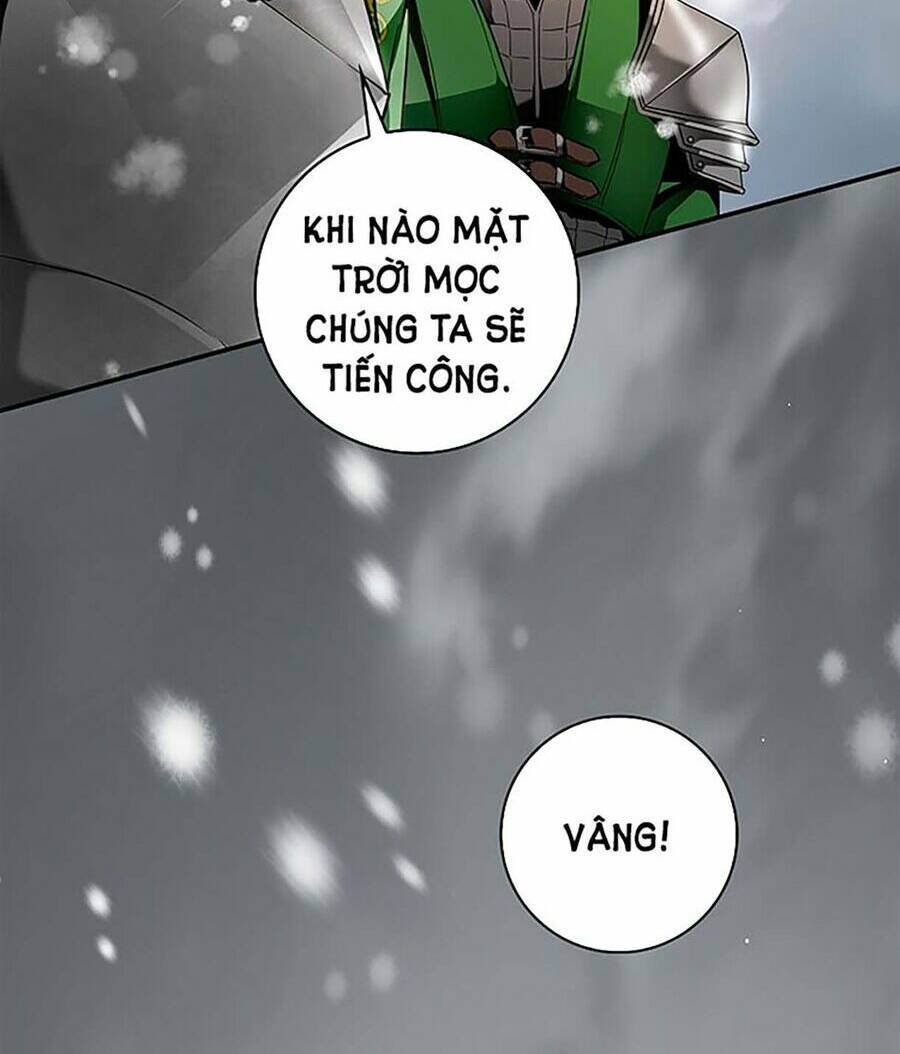 KHI NÀO MẶT
TRỜI MỌC
CHÚNG TA SẼ
TIẾN CÔNG.
VÂNG!